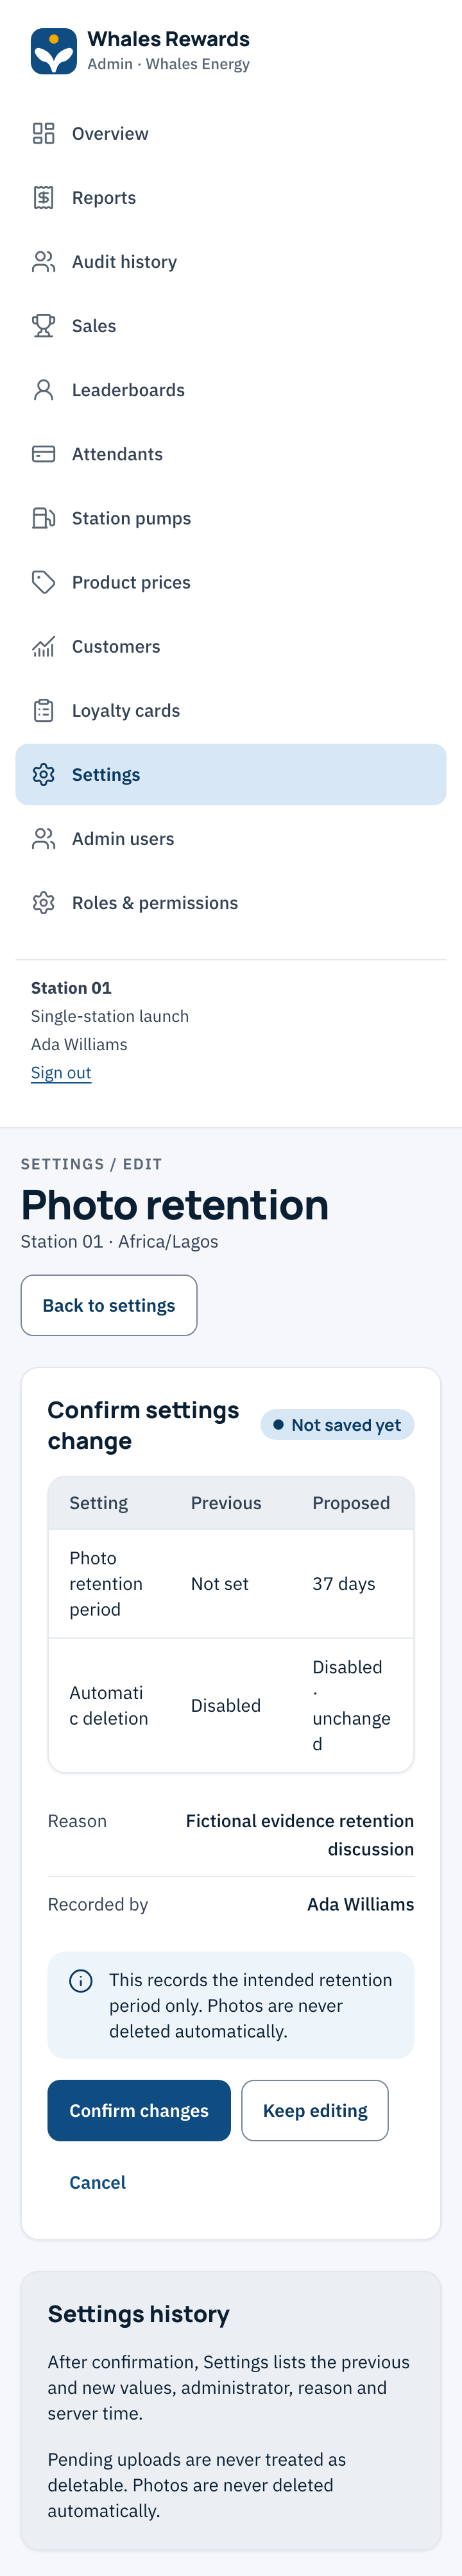 Whales Rewards
Admin · Whales Energy
Overview
Reports
Audit history
Sales
Leaderboards
Attendants
Station pumps
Product prices
Customers
Loyalty cards
Settings
Admin users
Roles & permissions
Station 01
Single-station launch
Ada Williams
Sign out
SETTINGS / EDIT
Photo retention
Station 01 · Africa/Lagos
Back to settings
Confirm settings
change
Not saved yet
Setting Previous Proposed
Photo
retention
period
Not set
37 days
Automati
c deletion
Disabled
Disabled
·
unchange
d
Reason
Fictional evidence retention
discussion
Recorded by
Ada Williams
This records the intended retention
period only. Photos are never
deleted automatically.
Confirm changes
Keep editing
Cancel
Settings history
After confirmation, Settings lists the previous
and new values, administrator, reason and
server time.
Pending uploads are never treated as
deletable. Photos are never deleted
automatically.